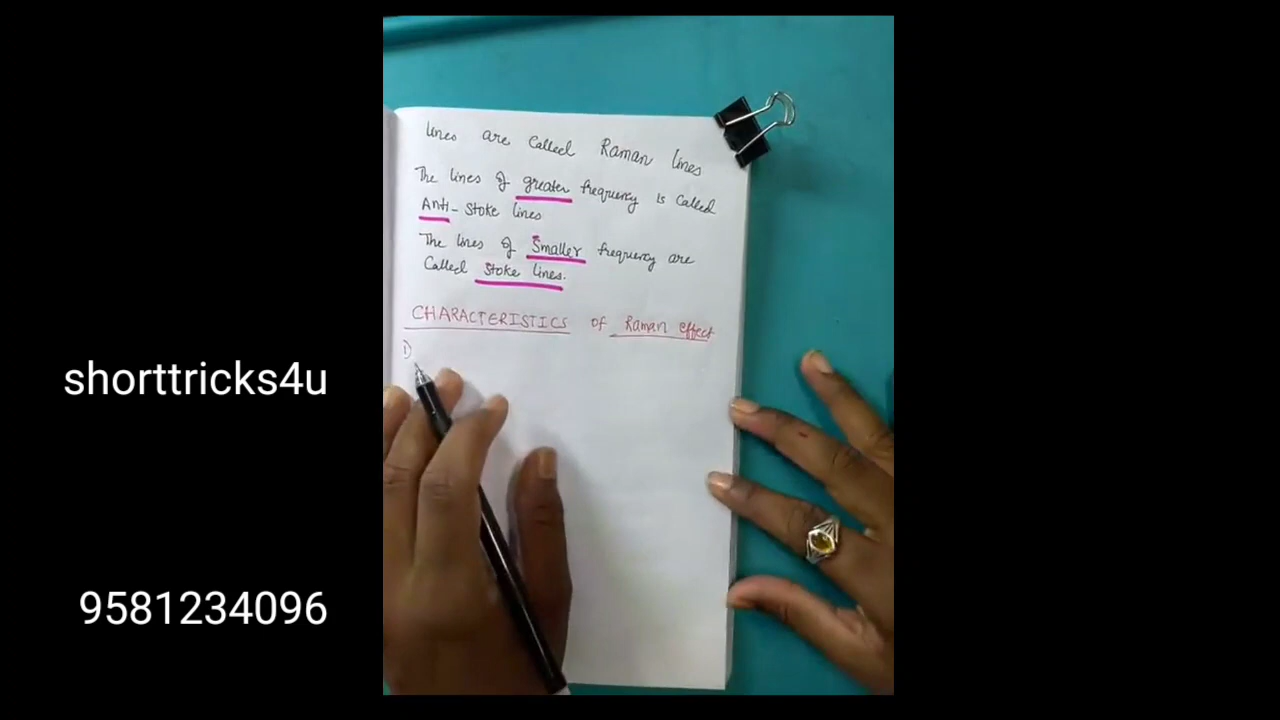 lines are called Raman lines
The lines of greater frequency is called
Anti-Stoke lines
The lines of Smaller frequency are
Called Stoke lines.
CHARACTERISTICS of Raman effect
1)
shorttricks4u
9581234096